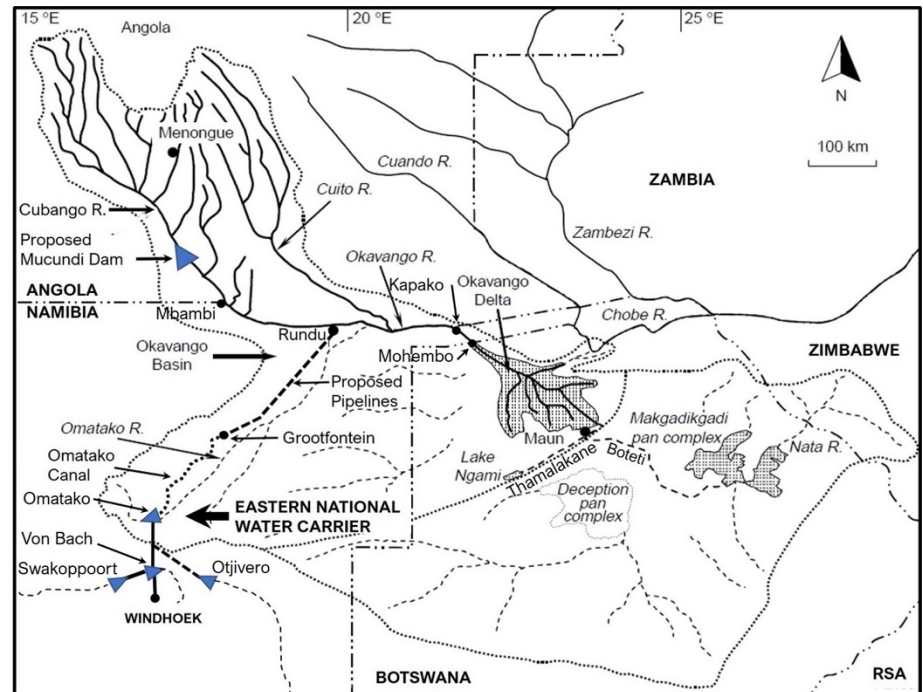 15 °E
20 °E
25 °E
Angola
N
100 km
Menongue
Cuando R.
ZAMBIA
Cuito R.
Cubango R.
Zambezi R.
Proposed
Mucundi Dam
Okavango R.
Kapako
Okavango
Delta
ANGOLA
NAMIBIA
Mbambi
Chobe R.
Rundu
Mohembo
ZIMBABWE
Okavango
Basin
Proposed
Pipelines
Makgadikgadi
pan complex
Omatako R.
Grootfontein
Maun
Nata R.
Omatako
Canal
Lake
Ngami
Thamalakane
Boteti
Omatako
EASTERN NATIONAL
WATER CARRIER
Deception
pan
complex
Von Bach
Swakoppoort
Otjivero
WINDHOEK
BOTSWANA
RSA